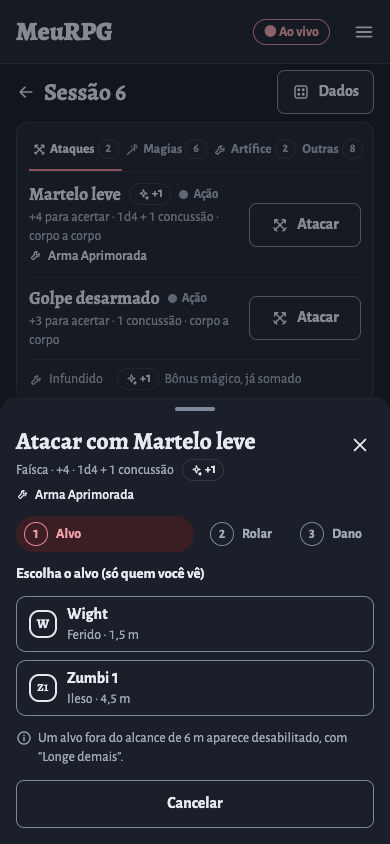 MeuRPG
Ao vivo
Sessão 6
Dados
Ataques 2 Magias 6 Artífice 2 Outras 8
Martelo leve +1 Ação
+4 para acertar · 1d4 + 1 concussão ·
corpo a corpo
Arma Aprimorada
Atacar
Golpe desarmado Ação
+3 para acertar · 1 concussão · corpo a
corpo
Atacar
Infundido +1 Bônus mágico, já somado
Atacar com Martelo leve
Faísca · +4 · 1d4 + 1 concussão +1
Arma Aprimorada
1 Alvo 2 Rolar 3 Dano
Escolha o alvo (só quem você vê)
W Wight
Ferido · 1,5 m
Z1 Zumbi 1
Ileso · 4,5 m
Um alvo fora do alcance de 6 m aparece desabilitado, com
“Longe demais”.
Cancelar